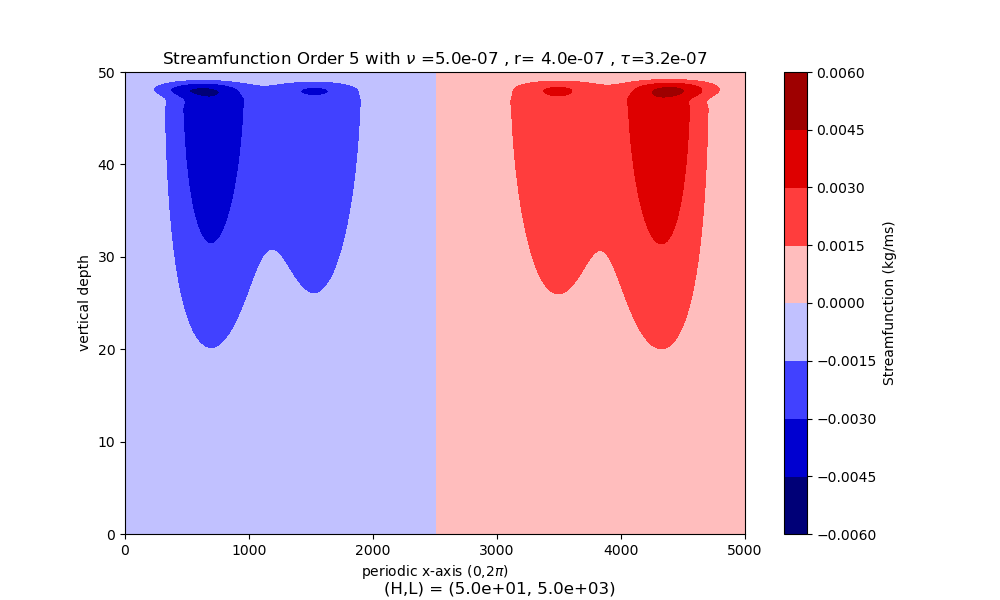 Streamfunction Order 5 with ν =5.0e-07 , r= 4.0e-07 , τ=3.2e-07
50
40
30
20
10
0
vertical depth
0 1000 2000 3000 4000 5000
periodic x-axis (0,2π)
(H,L) = (5.0e+01, 5.0e+03)
0.0060
0.0045
0.0030
0.0015
0.0000
−0.0015
−0.0030
−0.0045
−0.0060
Streamfunction (kg/ms)